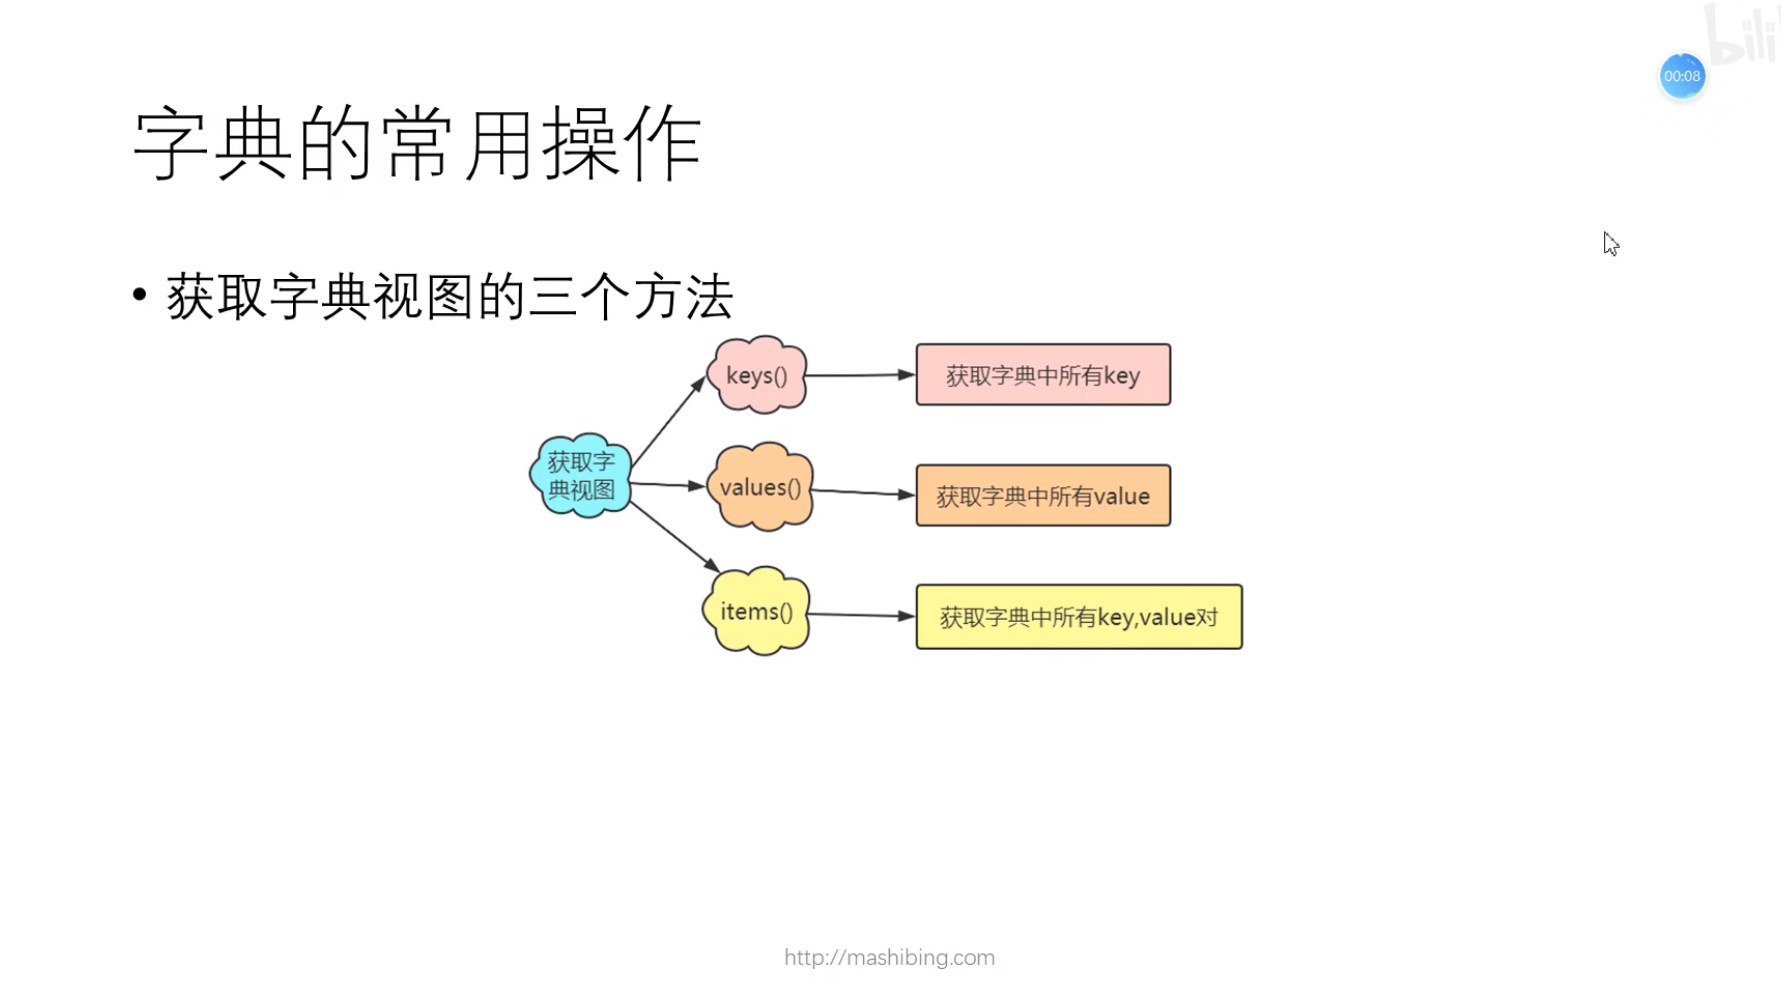 bili
00:08
字典的常用操作
• 获取字典视图的三个方法
keys()
获取字典中所有key
获取字
典视图
values()
获取字典中所有value
items()
获取字典中所有key,value对
http://mashibing.com